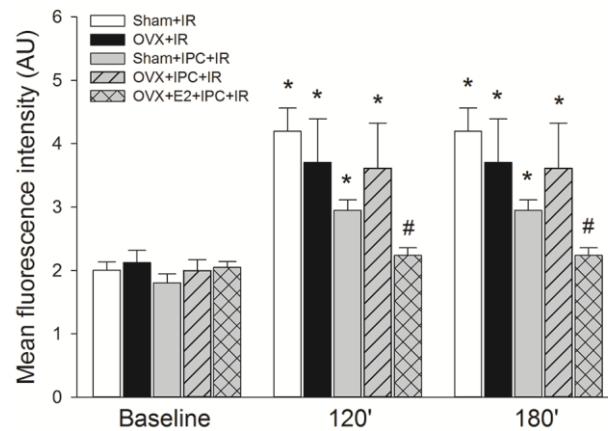 Mean fluorescence intensity (AU)
6
5
4
3
2
1
0
Sham+IR
OVX+IR
Sham+IPC+IR
OVX+IPC+IR
OVX+E2+IPC+IR
* * * * #
* * * * #
Baseline 120' 180'